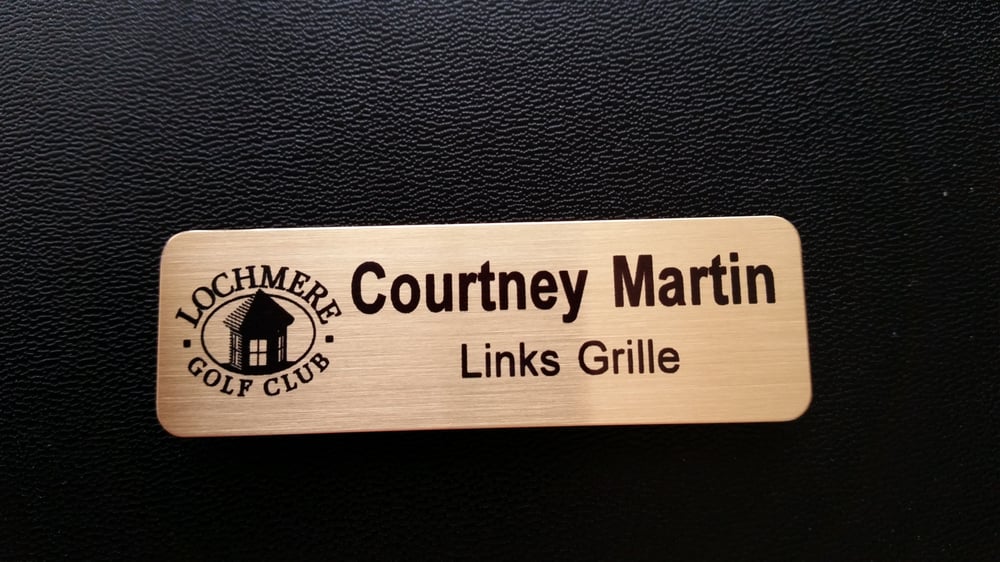 LOCHMERE
GOLF CLUB
Courtney Martin
Links Grille